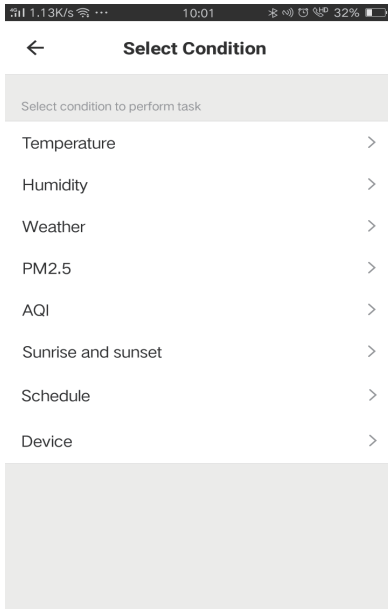 1.13K/s ··· 10:01 32%
Select Condition
Select condition to perform task
Temperature
Humidity
Weather
PM2.5
AQI
Sunrise and sunset
Schedule
Device